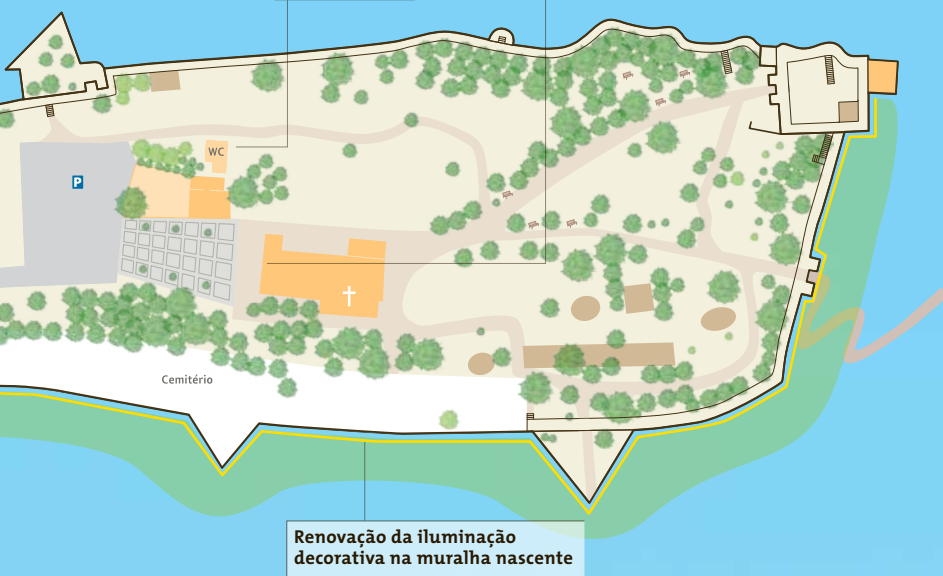 WC
P
Cemitério
Renovação da iluminação
decorativa na muralha nascente